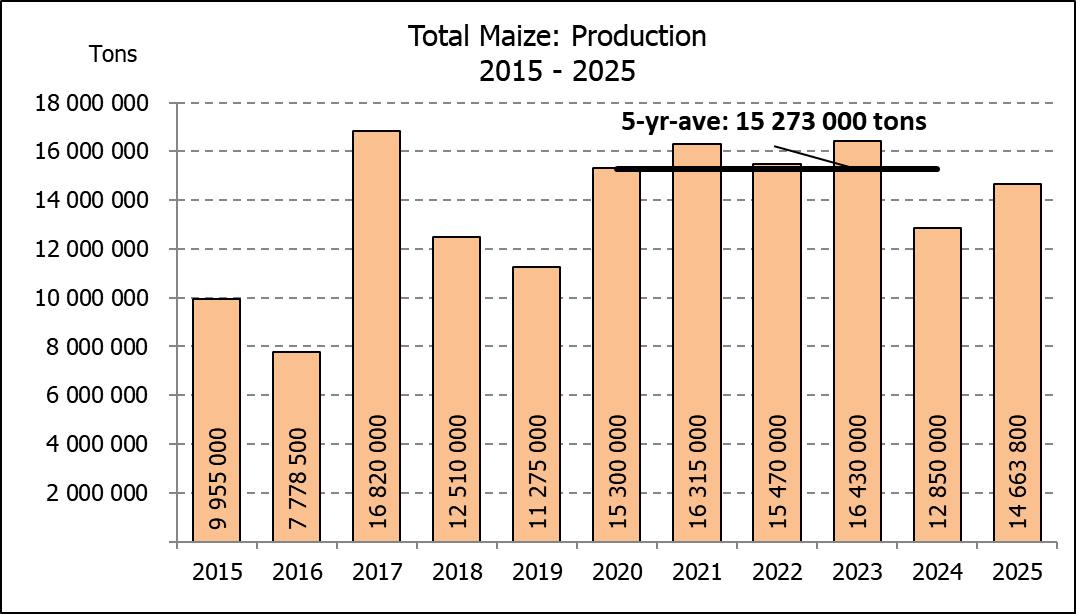 Total Maize: Production
2015 - 2025
Tons
5-yr-ave: 15 273 000 tons
18 000 000
16 000 000
14 000 000
12 000 000
10 000 000
8 000 000
6 000 000
4 000 000
2 000 000
9 955 000
7 778 500
16 820 000
12 510 000
11 275 000
15 300 000
16 315 000
15 470 000
16 430 000
12 850 000
14 663 800
2015 2016 2017 2018 2019 2020 2021 2022 2023 2024 2025